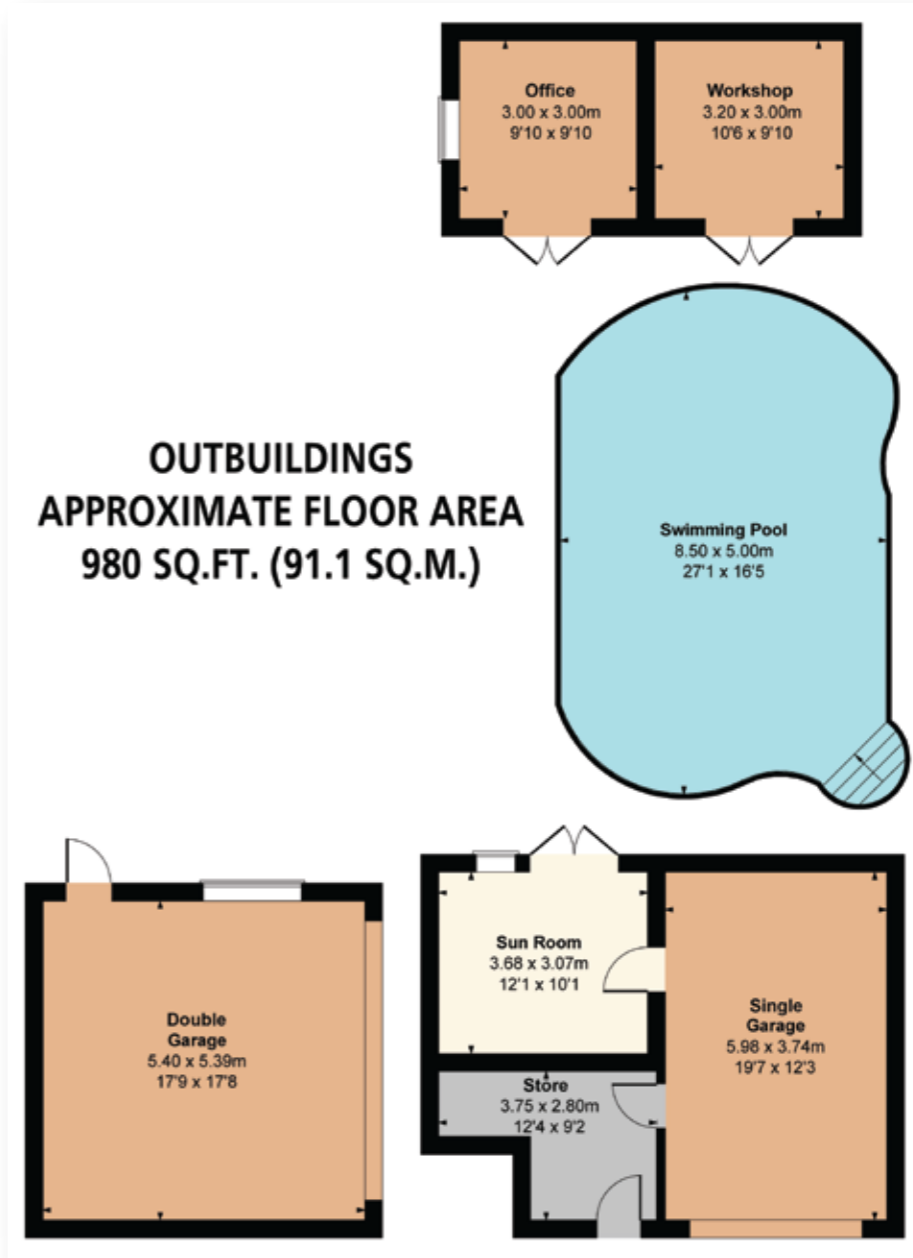 Office
3.00 x 3.00m
9'10 x 9'10
Workshop
3.20 x 3.00m
10'6 x 9'10
OUTBUILDINGS
APPROXIMATE FLOOR AREA
980 SQ.FT. (91.1 SQ.M.)
Swimming Pool
8.50 x 5.00m
27'1 x 16'5
Double
Garage
5.40 x 5.39m
17'9 x 17'8
Sun Room
3.68 x 3.07m
12'1 x 10'1
Store
3.75 x 2.80m
12'4 x 9'2
Single
Garage
5.98 x 3.74m
19'7 x 12'3